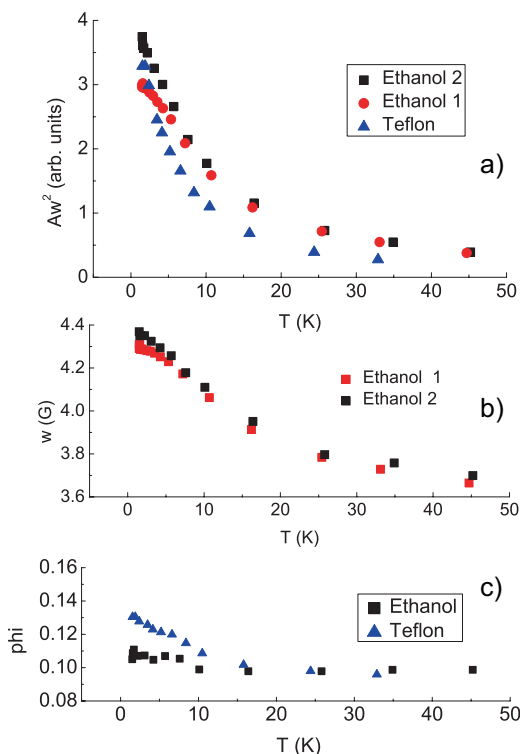 4
3
2
1
0
Aw² (arb. units)
Ethanol 2
Ethanol 1
Teflon
a)
0 10 20 30 40 50
T (K)
4.4
4.2
4.0
3.8
3.6
w (G)
Ethanol 1
Ethanol 2
b)
0 10 20 30 40 50
T (K)
0.16
0.14
0.12
0.10
0.08
phi
Ethanol
Teflon
c)
0 10 20 30 40 50
T (K)